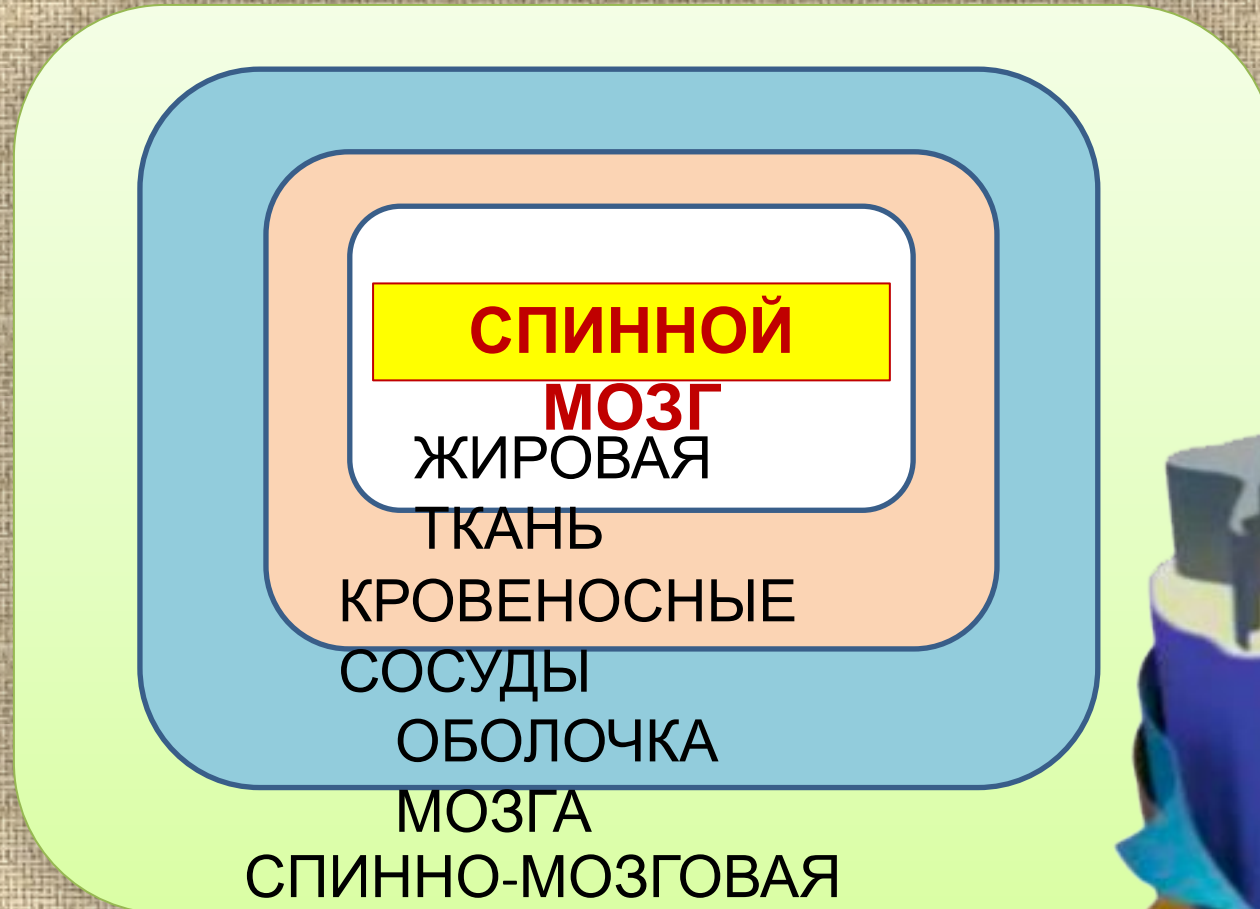 СПИННОЙ
МОЗГ
ЖИРОВАЯ
ТКАНЬ
КРОВЕНОСНЫЕ
СОСУДЫ
ОБОЛОЧКА
МОЗГА
СПИННО-МОЗГОВАЯ